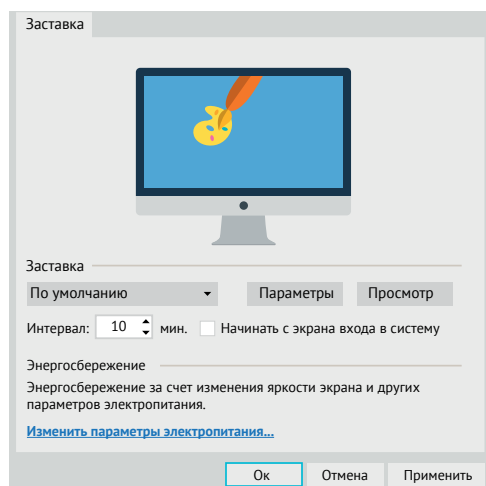 Заставка
Заставка
По умолчанию Параметры Просмотр
Интервал: 10 мин. Начинать с экрана входа в систему
Энергосбережение
Энергосбережение за счет изменения яркости экрана и других
параметров электропитания.
Изменить параметры электропитания...
Ок Отмена Применить